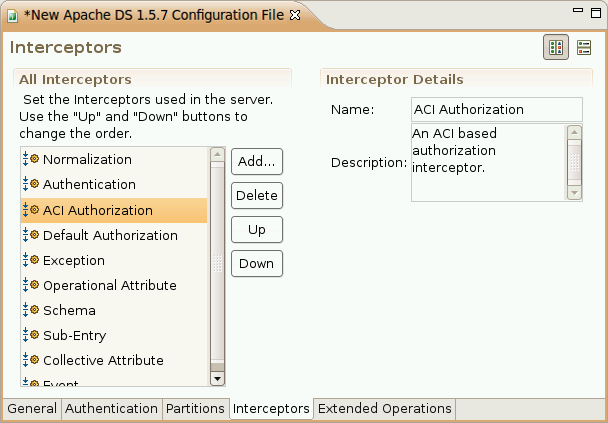 *New Apache DS 1.5.7 Configuration File
Interceptors
All Interceptors
Set the Interceptors used in the server.
Use the "Up" and "Down" buttons to
change the order.
Normalization
Authentication
ACI Authorization
Default Authorization
Exception
Operational Attribute
Schema
Sub-Entry
Collective Attribute
Event
Add...
Delete
Up
Down
Interceptor Details
Name:
ACI Authorization
Description:
An ACI based
authorization
interceptor.
General
Authentication
Partitions
Interceptors
Extended Operations